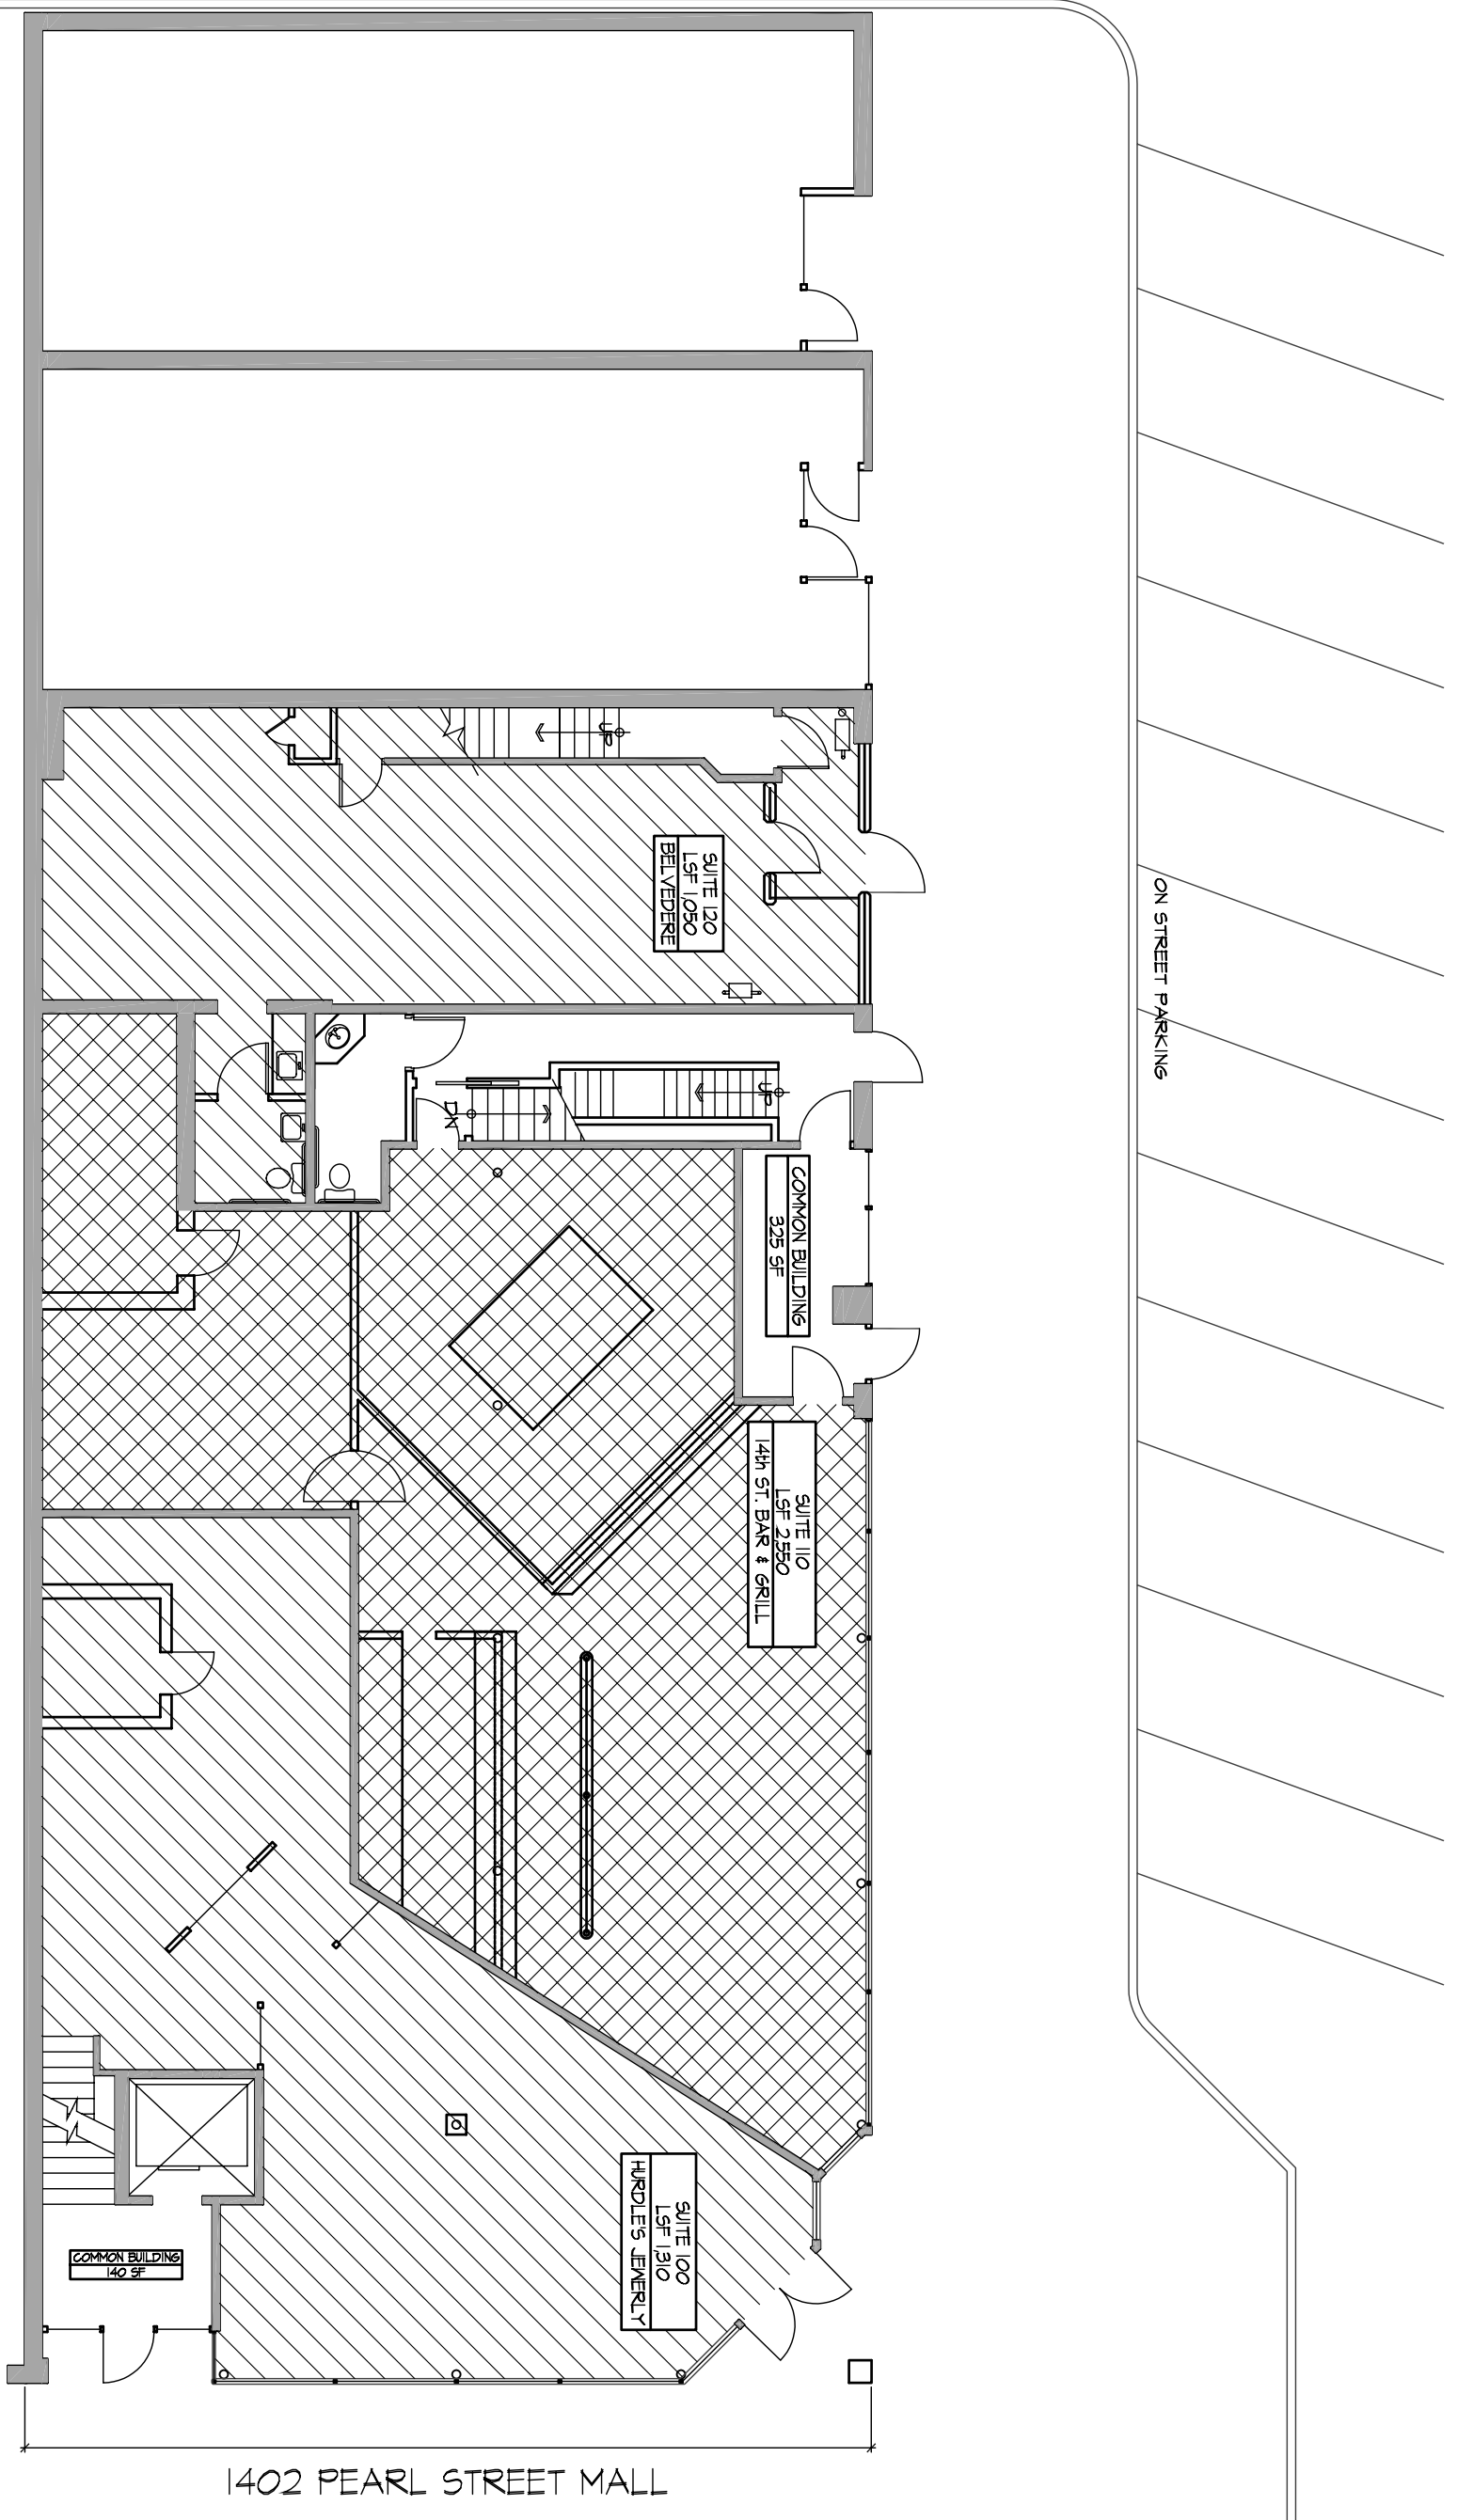 UP
SUITE 120
LSF 1,050
BELVEDERE
ON STREET PARKING
UP
DN
COMMON BUILDING
325 SF
SUITE 110
LSF 2,550
14th ST. BAR & GRILL
SUITE 100
LSF 1,310
HURDLE'S JEWERLY
COMMON BUILDING
140 SF
1402 PEARL STREET MALL